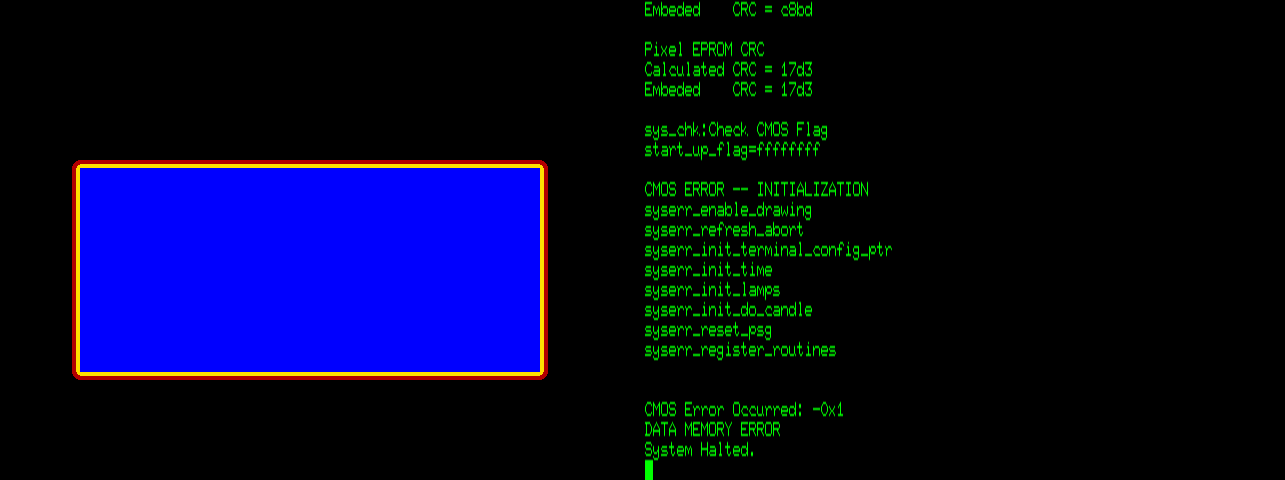 Embeded    CRC = c8bd
Pixel EPROM CRC
Calculated CRC = 17d3
Embeded    CRC = 17d3
sys_chk:Check CMOS Flag
start_up_flag=ffffffff
CMOS ERROR -- INITIALIZATION
syserr_enable_drawing
syserr_refresh_abort
syserr_init_terminal_config_ptr
syserr_init_time
syserr_init_lamps
syserr_init_do_candle
syserr_reset_psg
syserr_register_routines
CMOS Error Occurred: -0x1
DATA MEMORY ERROR
System Halted.